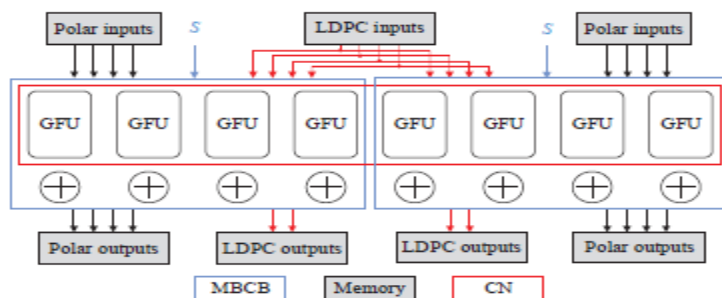 Polar inputs S LDPC inputs S Polar inputs
GFU GFU GFU GFU GFU GFU GFU GFU
Polar outputs LDPC outputs LDPC outputs Polar outputs
MBCB Memory CN